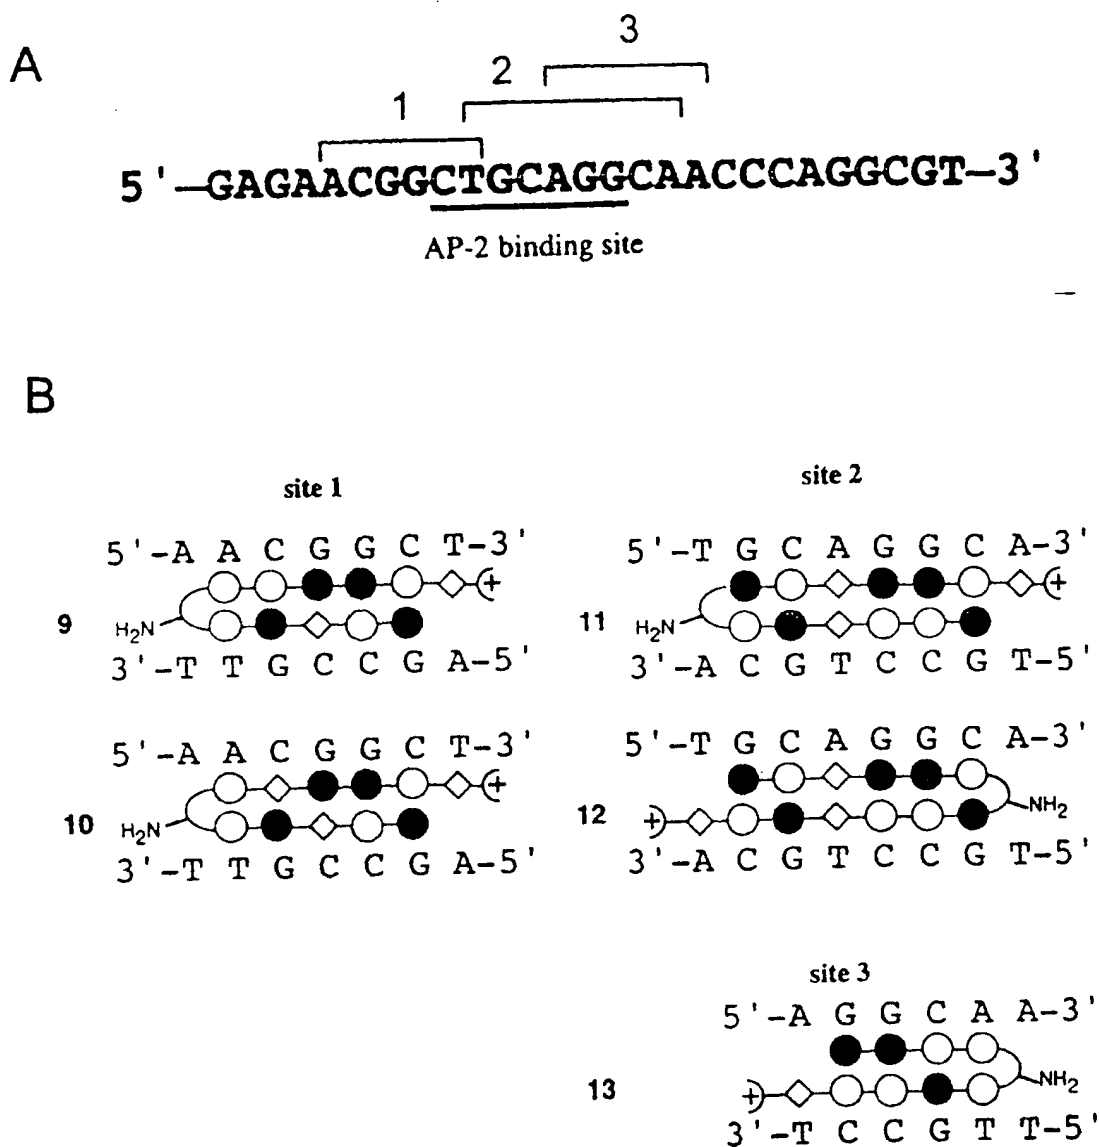 A
3
2
1
5'-GAGAACGGCTGCAGGCAACCCAGGCGT-3'
AP-2 binding site
B
site 1
5'-A A C G G C T-3'
+
9
H₂N
3'-T T G C C G A-5'
5'-A A C G G C T-3'
+
10
H₂N
3'-T T G C C G A-5'
site 2
5'-T G C A G G C A-3'
+
11
H₂N
3'-A C G T C C G T-5'
5'-T G C A G G C A-3'
12
+
NH₂
3'-A C G T C C G T-5'
site 3
5'-A G G C A A-3'
13
+
NH₂
3'-T C C G T T-5'